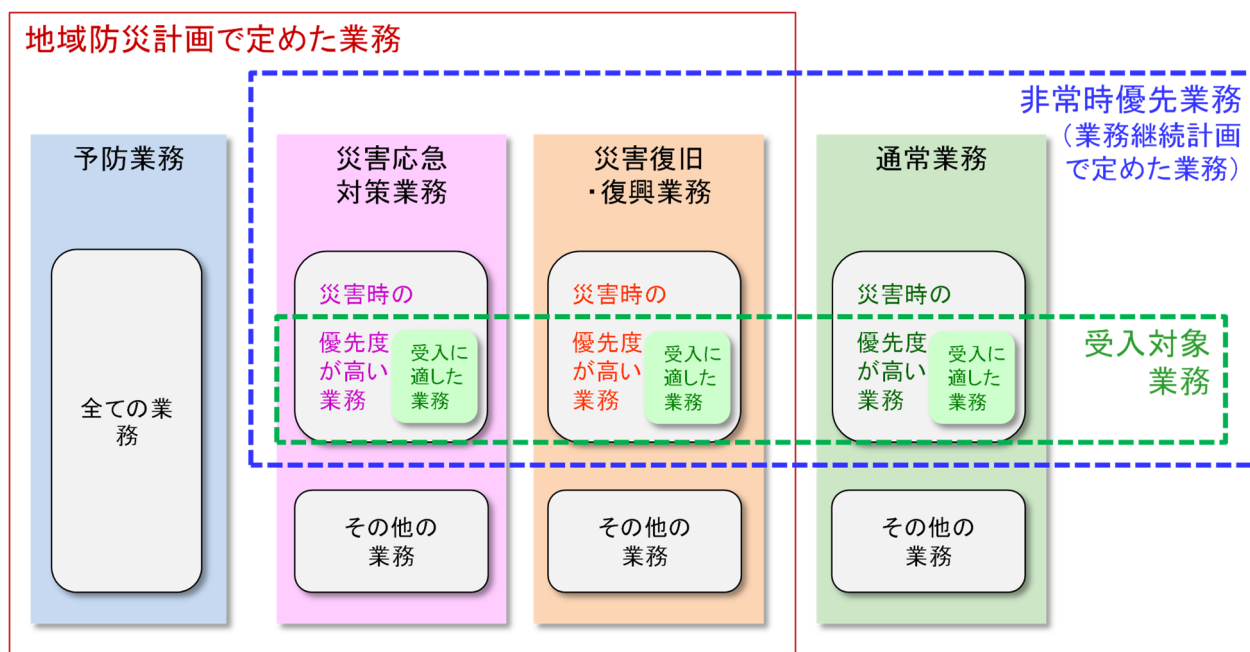 地域防災計画で定めた業務
非常時優先業務
（業務継続計画
で定めた業務）
予防業務
全ての業
務
災害応急
対策業務
災害時の
優先度
が高い
業務
受入に
適した
業務
その他の
業務
災害復旧
・復興業務
災害時の
優先度
が高い
業務
受入に
適した
業務
その他の
業務
通常業務
災害時の
優先度
が高い
業務
受入に
適した
業務
その他の
業務
受入対象
業務